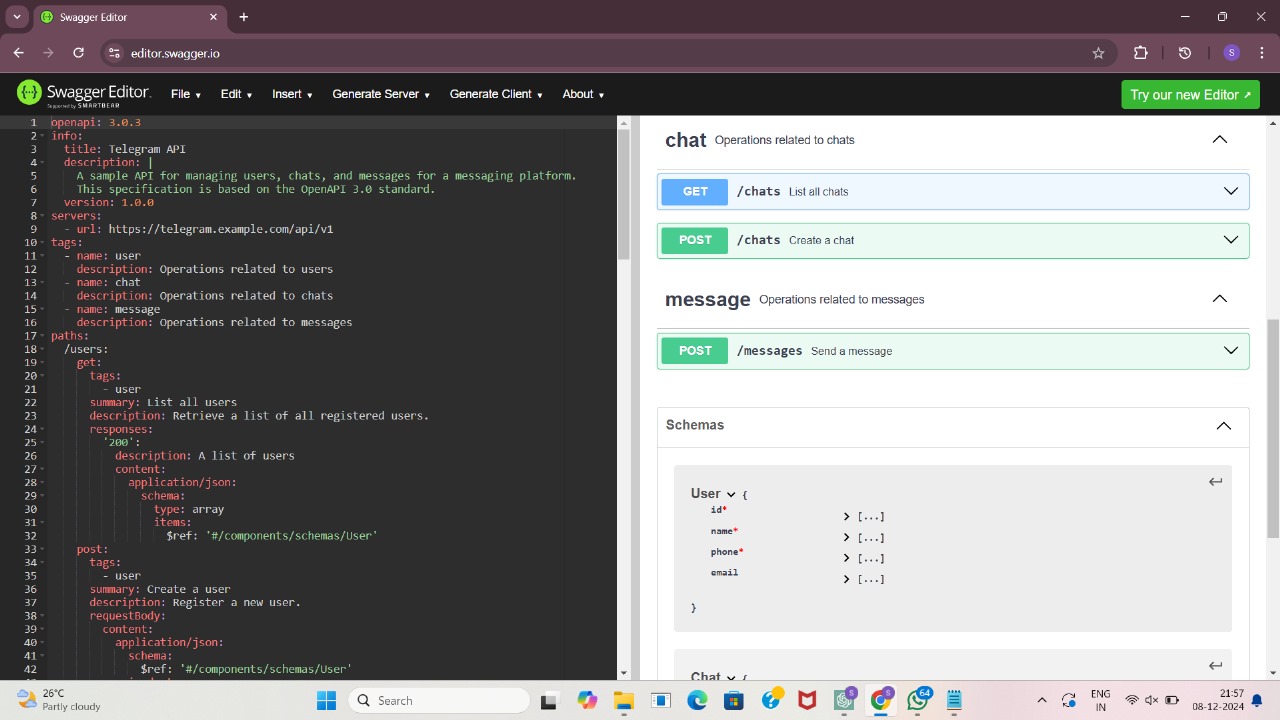 Swagger Editor
editor.swagger.io
S
Swagger Editor.
Supported by SMARTBEAR
File Edit Insert Generate Server Generate Client About
Try our new Editor
1 openapi: 3.0.3
2 info:
3 title: Telegram API
4 description: |
5 A sample API for managing users, chats, and messages for a messaging platform.
6 This specification is based on the OpenAPI 3.0 standard.
7 version: 1.0.0
8 servers:
9 - url: https://telegram.example.com/api/v1
10 tags:
11 - name: user
12 description: Operations related to users
13 - name: chat
14 description: Operations related to chats
15 - name: message
16 description: Operations related to messages
17 paths:
18 /users:
19 get:
20 tags:
21 - user
22 summary: List all users
23 description: Retrieve a list of all registered users.
24 responses:
25 '200':
26 description: A list of users
27 content:
28 application/json:
29 schema:
30 type: array
31 items:
32 $ref: '#/components/schemas/User'
33 post:
34 tags:
35 - user
36 summary: Create a user
37 description: Register a new user.
38 requestBody:
39 content:
40 application/json:
41 schema:
42 $ref: '#/components/schemas/User'
chat Operations related to chats
GET /chats List all chats
POST /chats Create a chat
message Operations related to messages
POST /messages Send a message
Schemas
User {
id* [...]
name* [...]
phone* [...]
email [...]
}
Chat {
26°C
Partly cloudy
Search
S
S
64
ENG
IN
21:57
08-12-2024